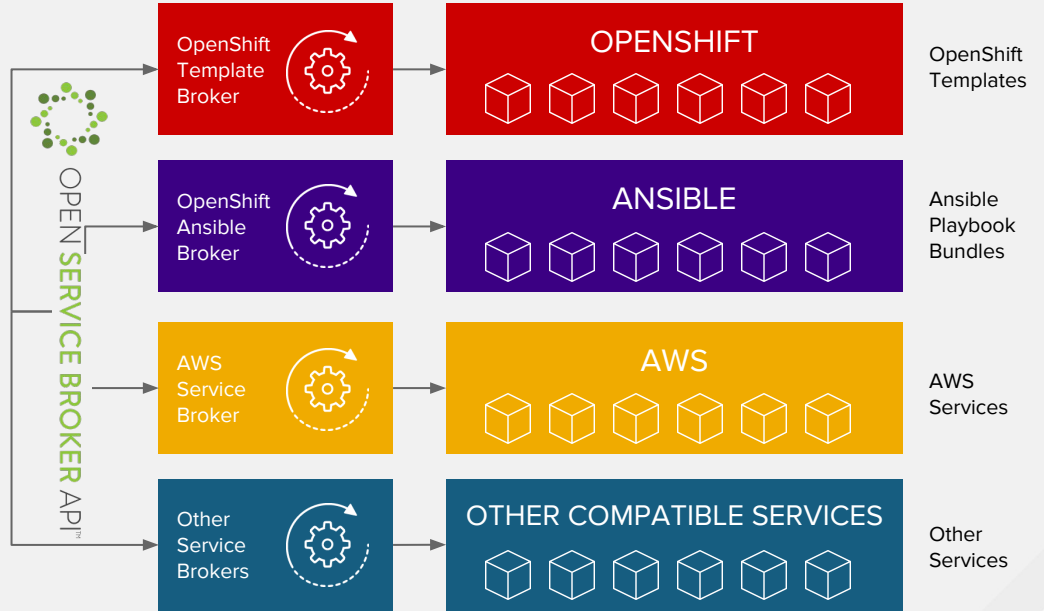 OPEN SERVICE BROKER API™
OpenShift
Template
Broker
OPENSHIFT
OpenShift
Templates
OpenShift
Ansible
Broker
ANSIBLE
Ansible
Playbook
Bundles
AWS
Service
Broker
AWS
AWS
Services
Other
Service
Brokers
OTHER COMPATIBLE SERVICES
Other
Services